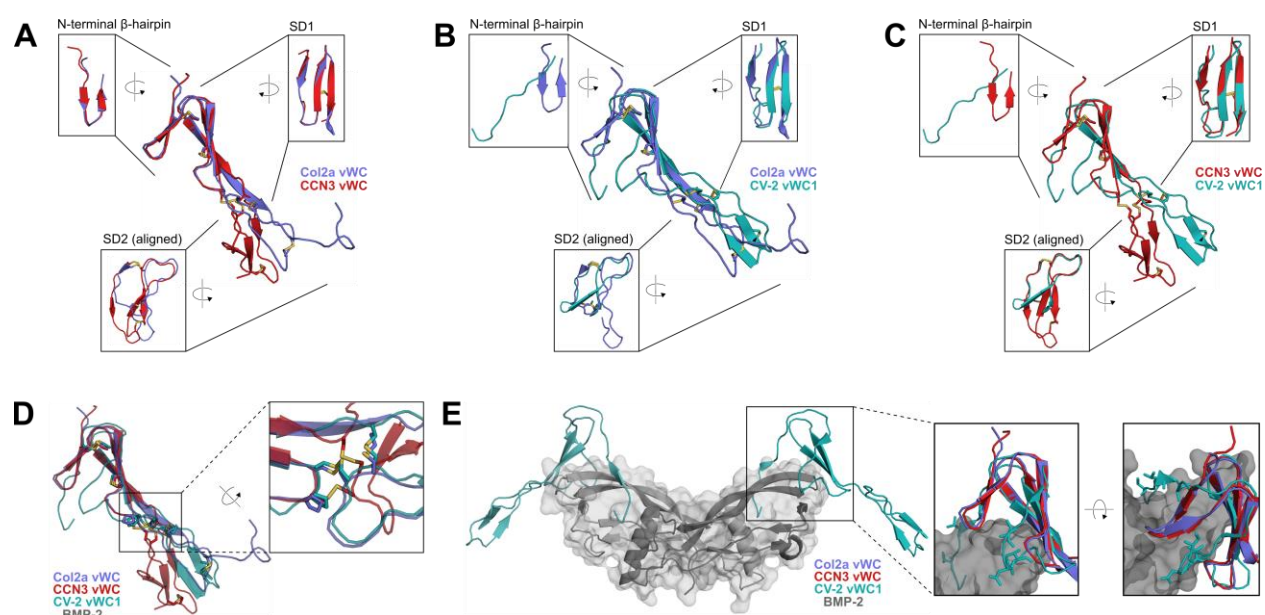 A
N-terminal β-hairpin
SD1
Col2a vWC
CCN3 vWC
SD2 (aligned)
B
N-terminal β-hairpin
SD1
Col2a vWC
CV-2 vWC1
SD2 (aligned)
C
N-terminal β-hairpin
SD1
CCN3 vWC
CV-2 vWC1
SD2 (aligned)
D
Col2a vWC
CCN3 vWC
CV-2 vWC1
BMP-2
E
Col2a vWC
CCN3 vWC
CV-2 vWC1
BMP-2